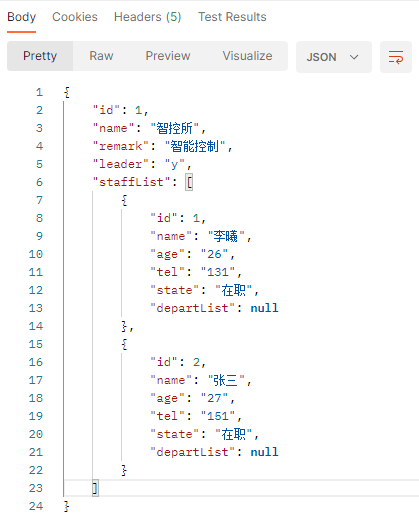 Body Cookies Headers (5) Test Results
Pretty Raw Preview Visualize JSON
1 {
2 "id": 1,
3 "name": "智控所",
4 "remark": "智能控制",
5 "leader": "y",
6 "staffList": [
7 {
8 "id": 1,
9 "name": "李曦",
10 "age": "26",
11 "tel": "131",
12 "state": "在职",
13 "departList": null
14 },
15 {
16 "id": 2,
17 "name": "张三",
18 "age": "27",
19 "tel": "151",
20 "state": "在职",
21 "departList": null
22 }
23 ]
24 }